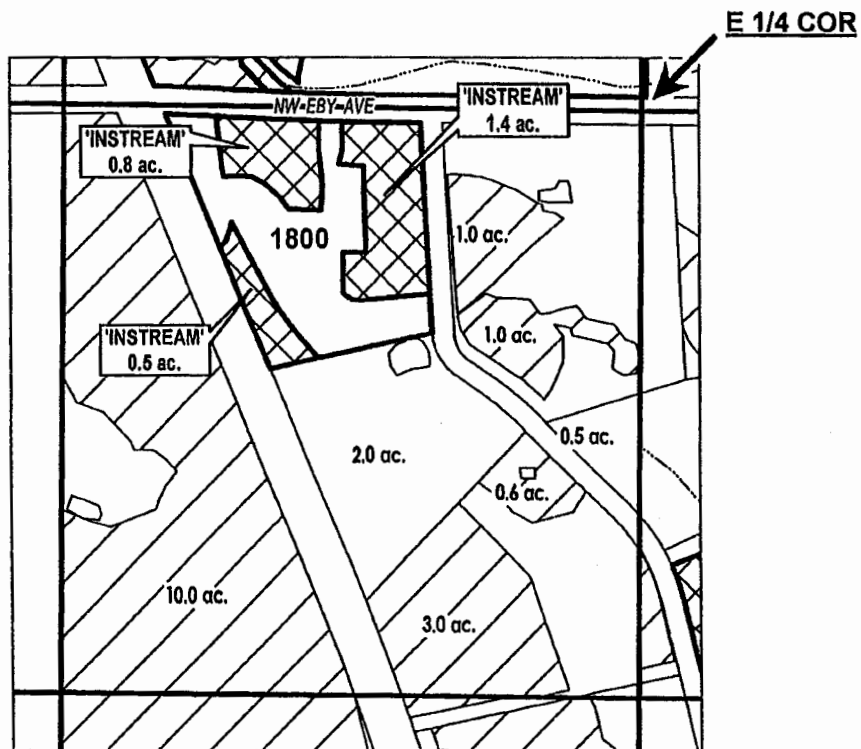 E 1/4 COR
NW EBY AVE
'INSTREAM'
1.4 ac.
'INSTREAM'
0.8 ac.
1800
1.0 ac.
'INSTREAM'
0.5 ac.
1.0 ac.
2.0 ac.
0.5 ac.
0.6 ac.
10.0 ac.
3.0 ac.